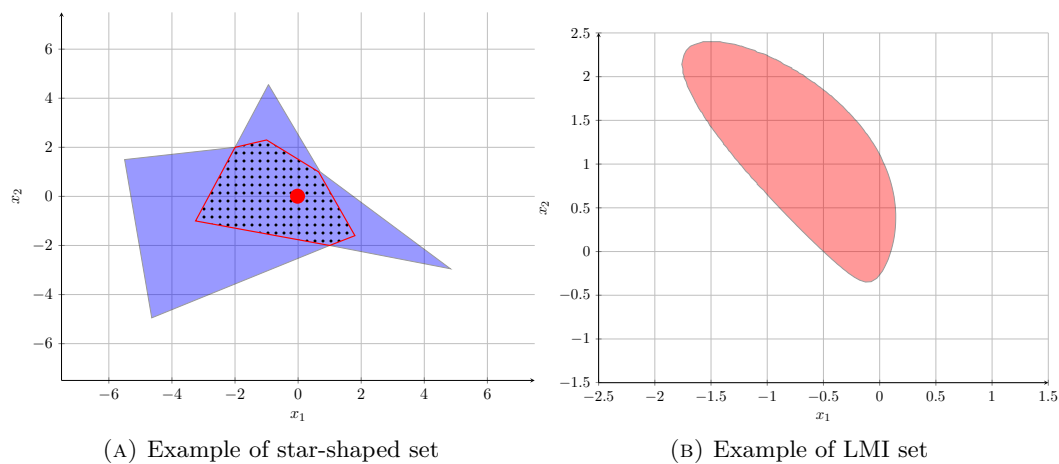 6
4
2
0
−2
−4
−6
x₂
−6 −4 −2 0 2 4 6
x₁
(A) Example of star-shaped set
2.5
2
1.5
1
0.5
0
−0.5
−1
−1.5
x₂
−2.5 −2 −1.5 −1 −0.5 0 0.5 1 1.5
x₁
(B) Example of LMI set